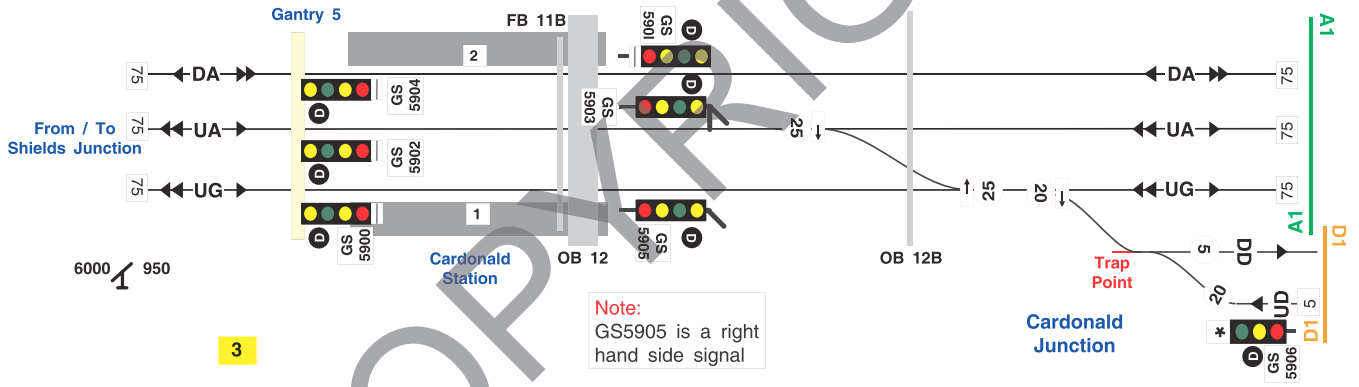 Gantry 5
FB 11B
2
GS
5901
D
A1
75
DA
DA
75
GS
5904
D
GS
5903
D
From / To
Shields Junction
75
UA
25
UA
75
GS
5902
D
75
UG
25
20
UG
75
GS
5900
D
1
GS
5905
D
A1
D1
6000
950
Cardonald
Station
OB 12
OB 12B
Trap
Point
5
DD
20
UD
5
D1
Note:
GS5905 is a right
hand side signal
Cardonald
Junction
*
D
GS
5906
3
COPYRIG